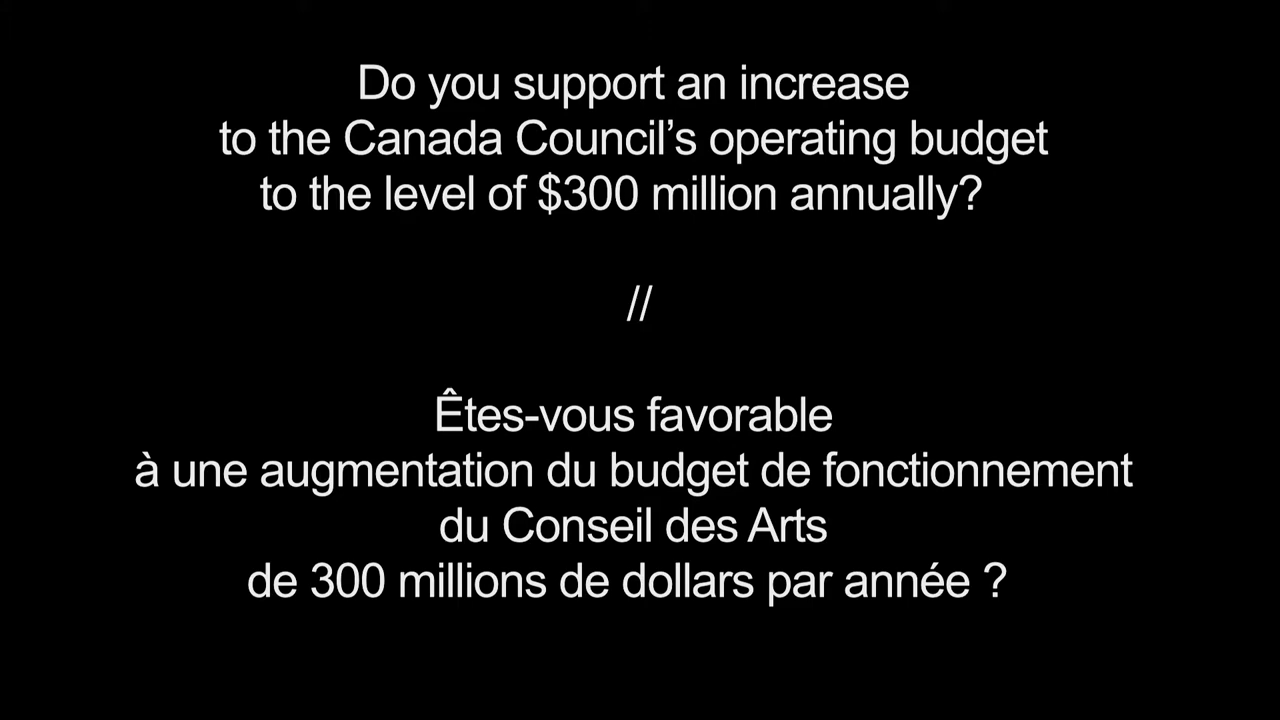 Do you support an increase
to the Canada Council’s operating budget
to the level of $300 million annually?
//
Êtes-vous favorable
à une augmentation du budget de fonctionnement
du Conseil des Arts
de 300 millions de dollars par année ?